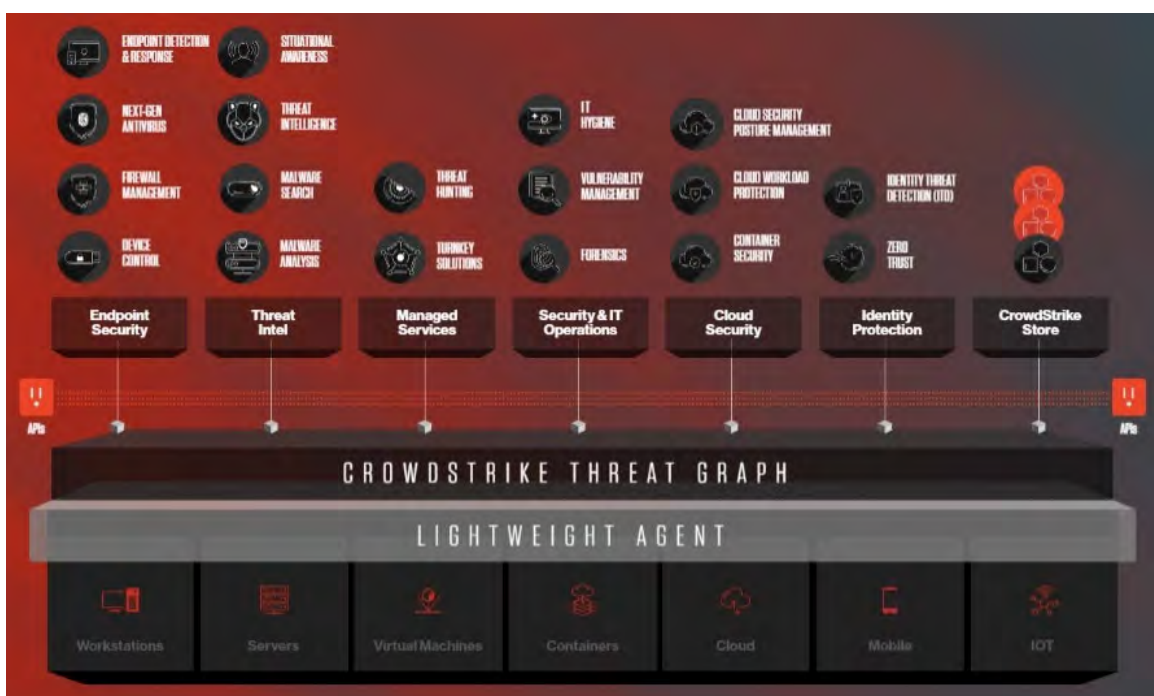 ENDPOINT DETECTION
& RESPONSE
NEXT-GEN
ANTIVIRUS
FIREWALL
MANAGEMENT
DEVICE
CONTROL
Endpoint
Security
SITUATIONAL
AWARENESS
THREAT
INTELLIGENCE
MALWARE
SEARCH
MALWARE
ANALYSIS
Threat
Intel
THREAT
HUNTING
TURNKEY
SOLUTIONS
Managed
Services
IT
HYGIENE
VULNERABILITY
MANAGEMENT
FORENSICS
Security & IT
Operations
CLOUD SECURITY
POSTURE MANAGEMENT
CLOUD WORKLOAD
PROTECTION
CONTAINER
SECURITY
Cloud
Security
IDENTITY THREAT
DETECTION (ITD)
ZERO
TRUST
Identity
Protection
CrowdStrike
Store
APIs
APIs
CROWDSTRIKE THREAT GRAPH
LIGHTWEIGHT AGENT
Workstations
Servers
Virtual Machines
Containers
Cloud
Mobile
IOT